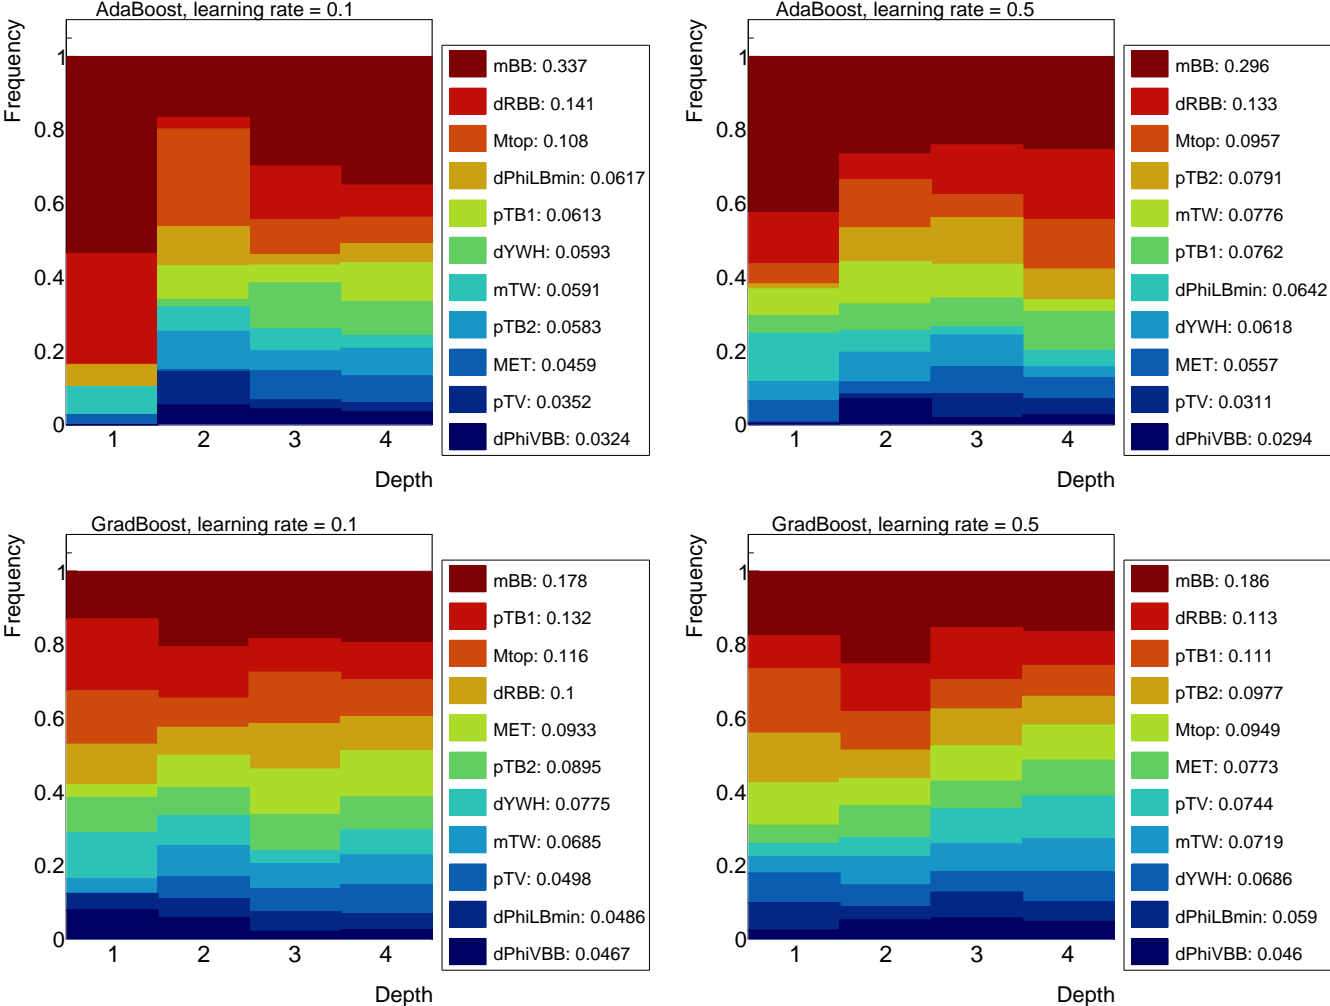 AdaBoost, learning rate = 0.1
Frequency
1
0.8
0.6
0.4
0.2
0
1 2 3 4
Depth
mBB: 0.337
dRBB: 0.141
Mtop: 0.108
dPhiLBmin: 0.0617
pTB1: 0.0613
dYWH: 0.0593
mTW: 0.0591
pTB2: 0.0583
MET: 0.0459
pTV: 0.0352
dPhiVBB: 0.0324
AdaBoost, learning rate = 0.5
Frequency
1
0.8
0.6
0.4
0.2
0
1 2 3 4
Depth
mBB: 0.296
dRBB: 0.133
Mtop: 0.0957
pTB2: 0.0791
mTW: 0.0776
pTB1: 0.0762
dPhiLBmin: 0.0642
dYWH: 0.0618
MET: 0.0557
pTV: 0.0311
dPhiVBB: 0.0294
GradBoost, learning rate = 0.1
Frequency
1
0.8
0.6
0.4
0.2
0
1 2 3 4
Depth
mBB: 0.178
pTB1: 0.132
Mtop: 0.116
dRBB: 0.1
MET: 0.0933
pTB2: 0.0895
dYWH: 0.0775
mTW: 0.0685
pTV: 0.0498
dPhiLBmin: 0.0486
dPhiVBB: 0.0467
GradBoost, learning rate = 0.5
Frequency
1
0.8
0.6
0.4
0.2
0
1 2 3 4
Depth
mBB: 0.186
dRBB: 0.113
pTB1: 0.111
pTB2: 0.0977
Mtop: 0.0949
MET: 0.0773
pTV: 0.0744
mTW: 0.0719
dYWH: 0.0686
dPhiLBmin: 0.059
dPhiVBB: 0.046